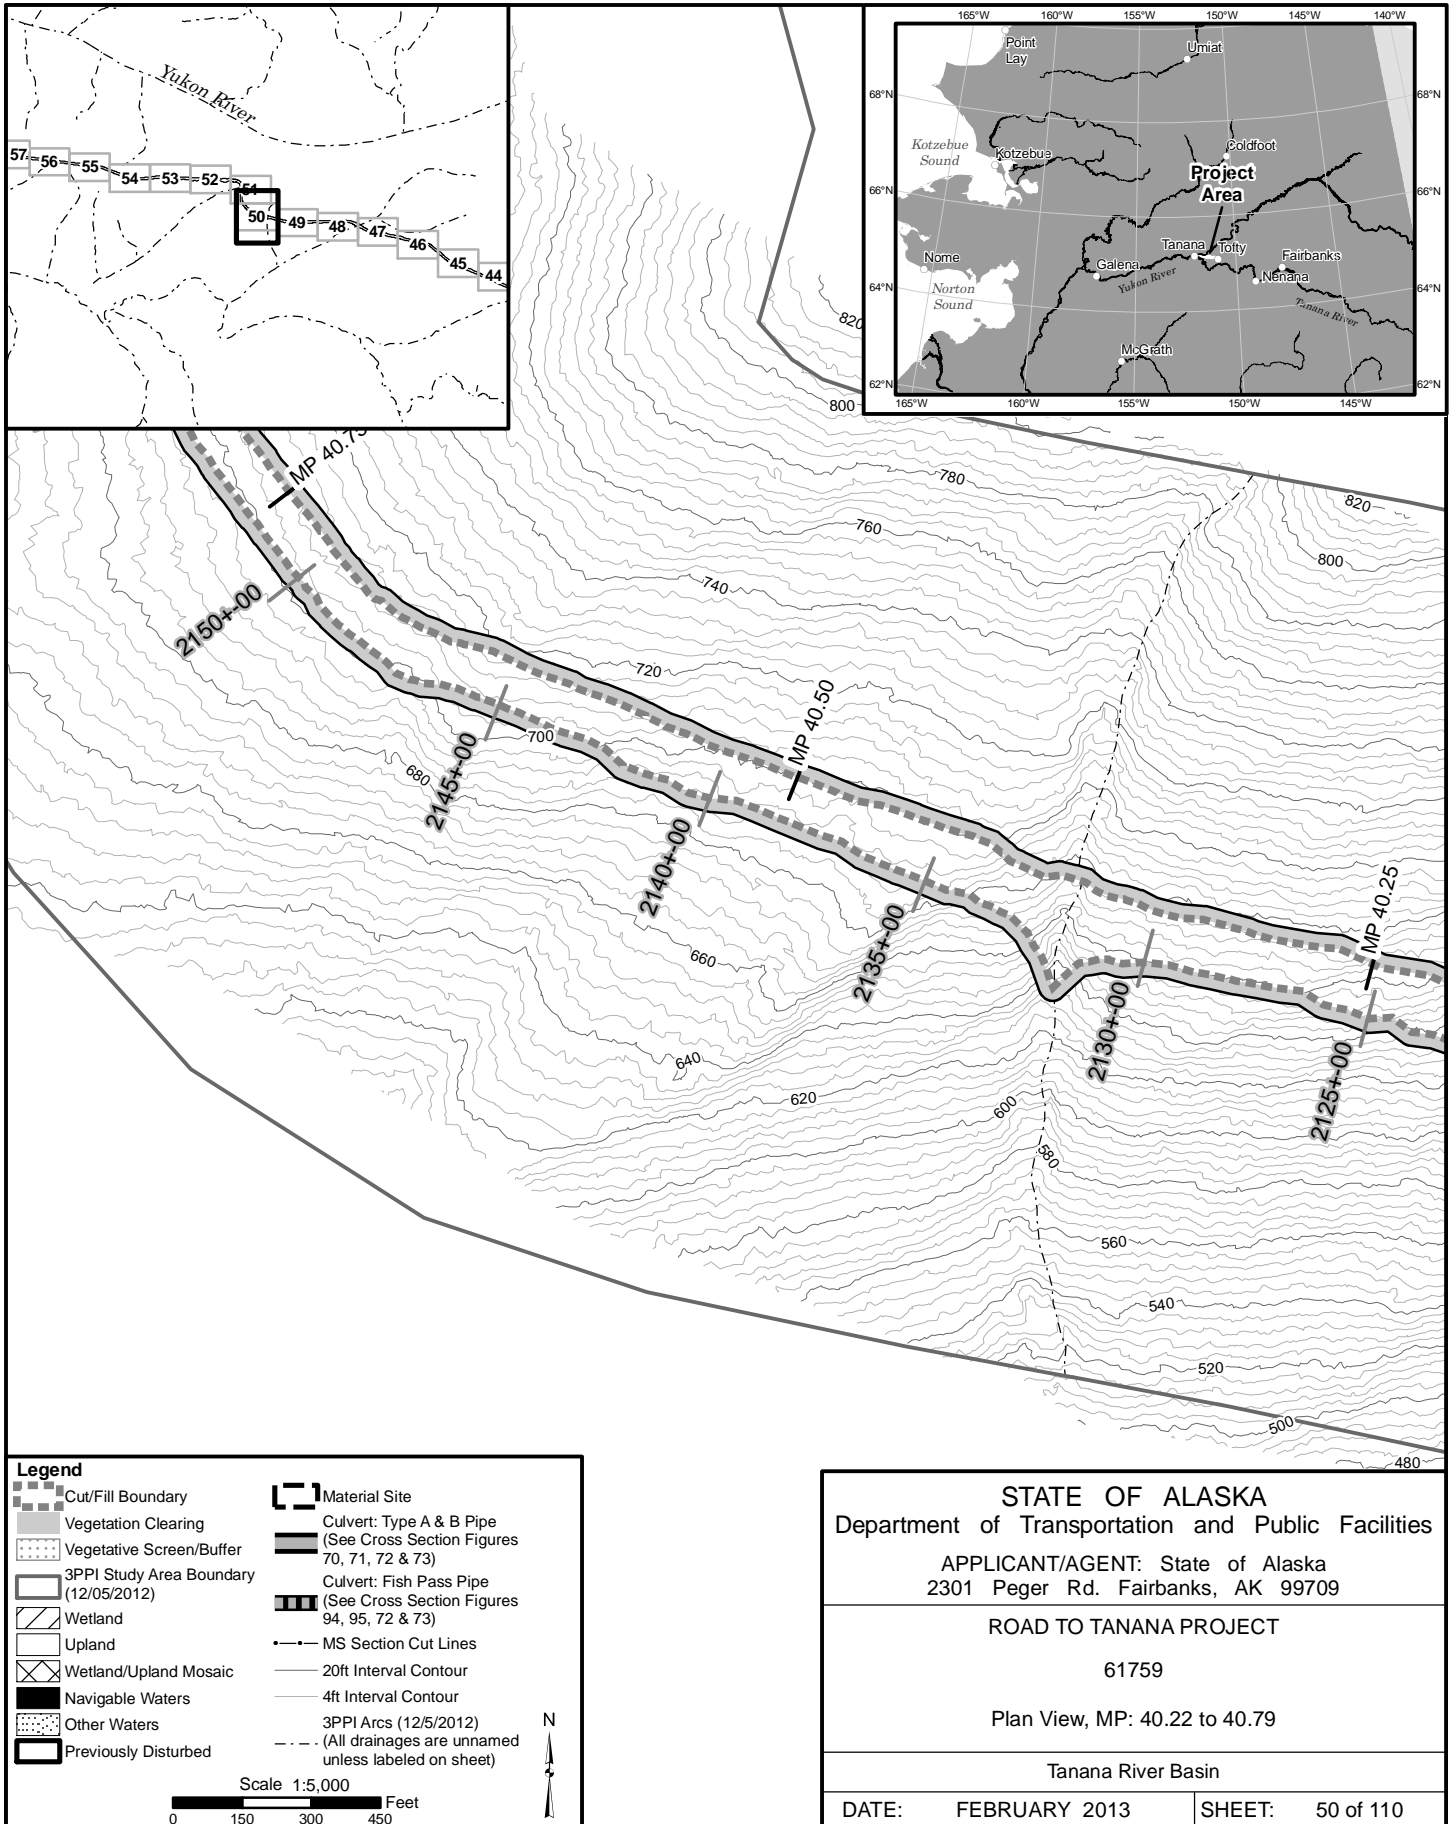 Yukon River
57
56
55
54
53
52
51
50
49
48
47
46
45
44
165°W
160°W
155°W
150°W
145°W
140°W
Point
Lay
Umiat
68°N
68°N
Kotzebue
Sound
Kotzebue
Coldfoot
Project
Area
66°N
66°N
Nome
Tanana
Tofty
Fairbanks
Galena
Yukon River
Nenana
64°N
64°N
Norton
Sound
Tanana River
McGrath
62°N
62°N
165°W
160°W
155°W
150°W
145°W
820
800
MP 40.75
780
820
760
800
740
2150+-00
720
MP 40.50
700
680
2145+-00
2140+-00
MP 40.25
660
2135+-00
2130+-00
640
2125+-00
620
600
580
560
540
520
500
480
Legend
Cut/Fill Boundary
Vegetation Clearing
Vegetative Screen/Buffer
3PPI Study Area Boundary
(12/05/2012)
Wetland
Upland
Wetland/Upland Mosaic
Navigable Waters
Other Waters
Previously Disturbed
Material Site
Culvert: Type A & B Pipe
(See Cross Section Figures
70, 71, 72 & 73)
Culvert: Fish Pass Pipe
(See Cross Section Figures
94, 95, 72 & 73)
MS Section Cut Lines
20ft Interval Contour
4ft Interval Contour
3PPI Arcs (12/5/2012)
(All drainages are unnamed
unless labeled on sheet)
N
Scale 1:5,000
Feet
0 150 300 450
STATE OF ALASKA
Department of Transportation and Public Facilities
APPLICANT/AGENT: State of Alaska
2301 Peger Rd. Fairbanks, AK 99709
ROAD TO TANANA PROJECT
61759
Plan View, MP: 40.22 to 40.79
Tanana River Basin
DATE: FEBRUARY 2013
SHEET: 50 of 110